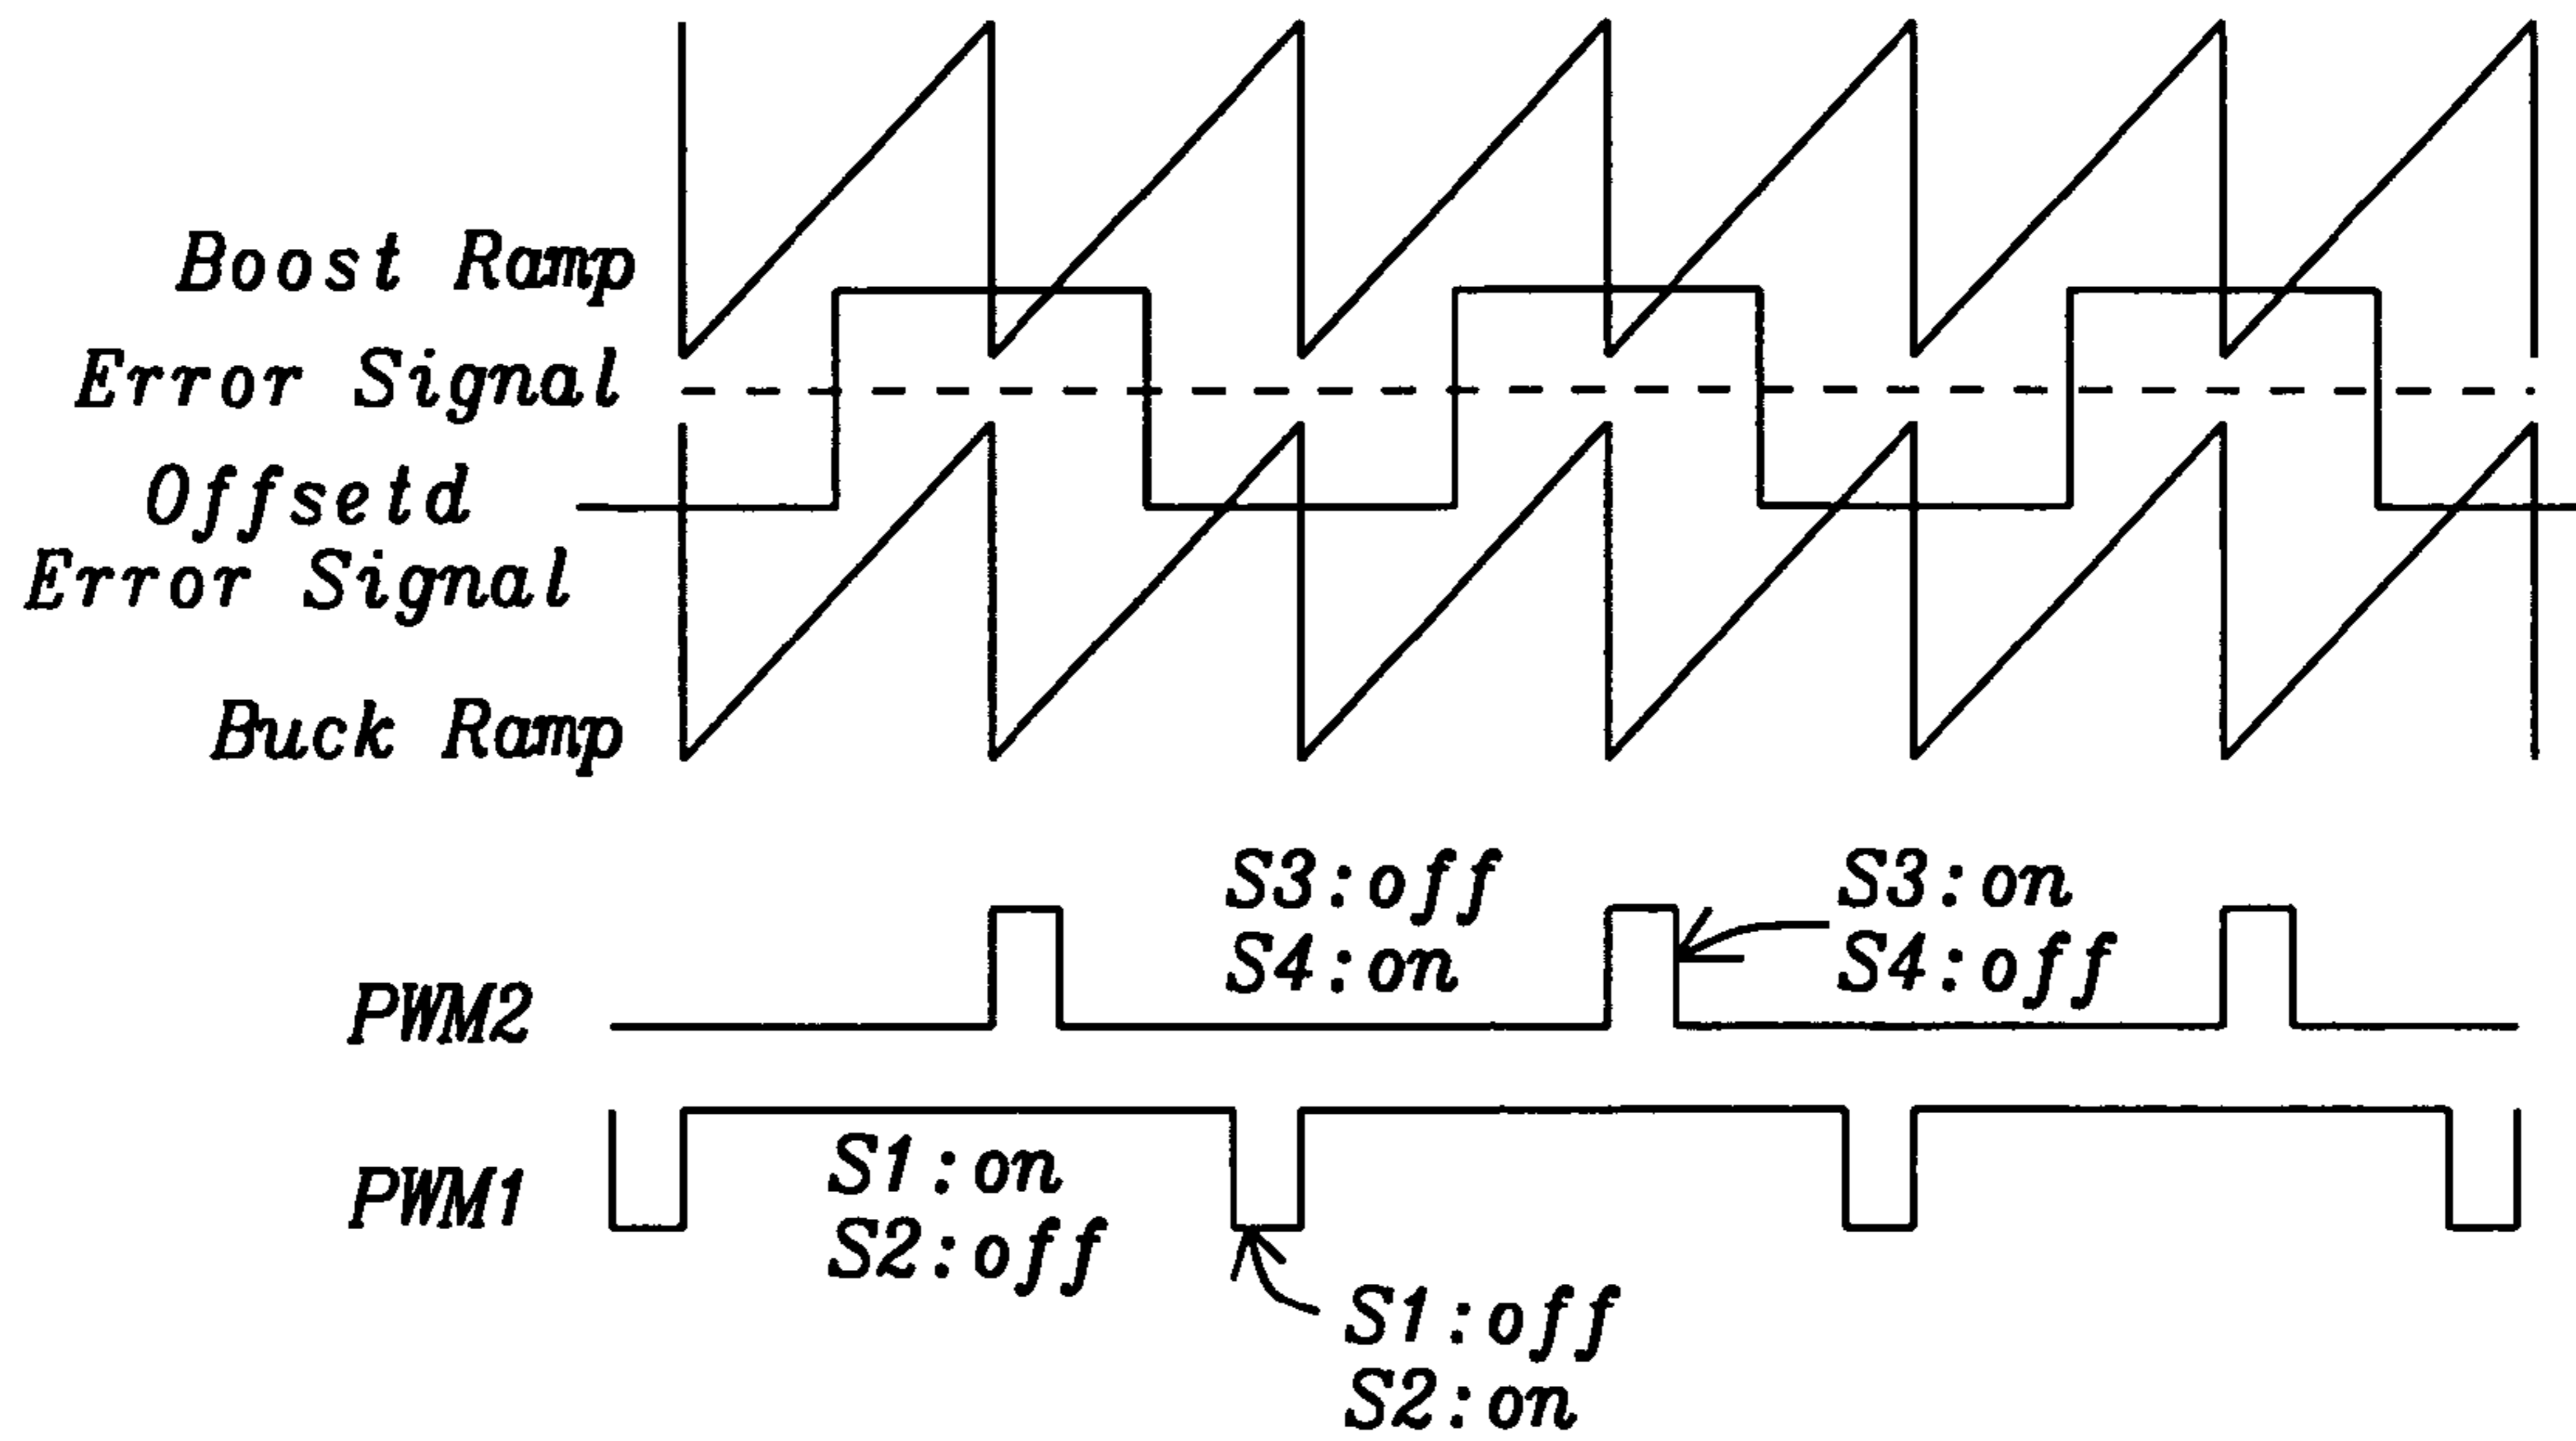 Boost Ramp
Error Signal
Offsetd
Error Signal
Buck Ramp
S3:off
S4:on
S3:on
S4:off
PWM2
S1:on
S2:off
PWM1
S1:off
S2:on